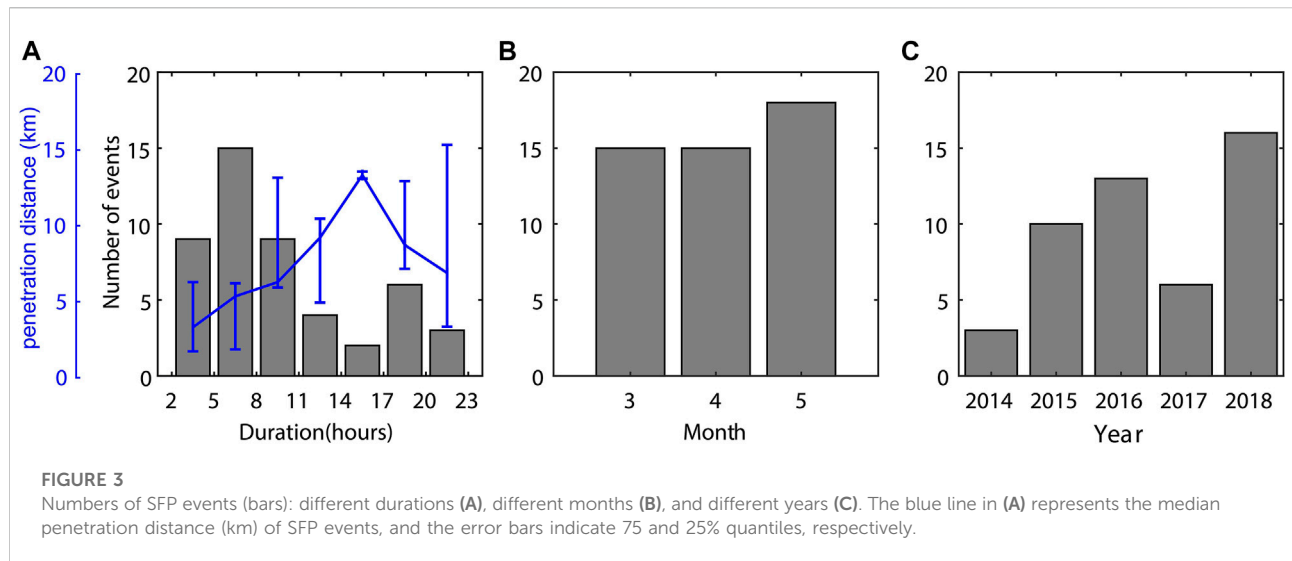 A
B
C
20
15
10
5
0
penetration distance (km)
20
15
10
5
0
Number of events
2 5 8 11 14 17 20 23
Duration(hours)
20
15
10
5
0
3 4 5
Month
20
15
10
5
0
2014 2015 2016 2017 2018
Year
FIGURE 3
Numbers of SFP events (bars): different durations (A), different months (B), and different years (C). The blue line in (A) represents the median
penetration distance (km) of SFP events, and the error bars indicate 75 and 25% quantiles, respectively.